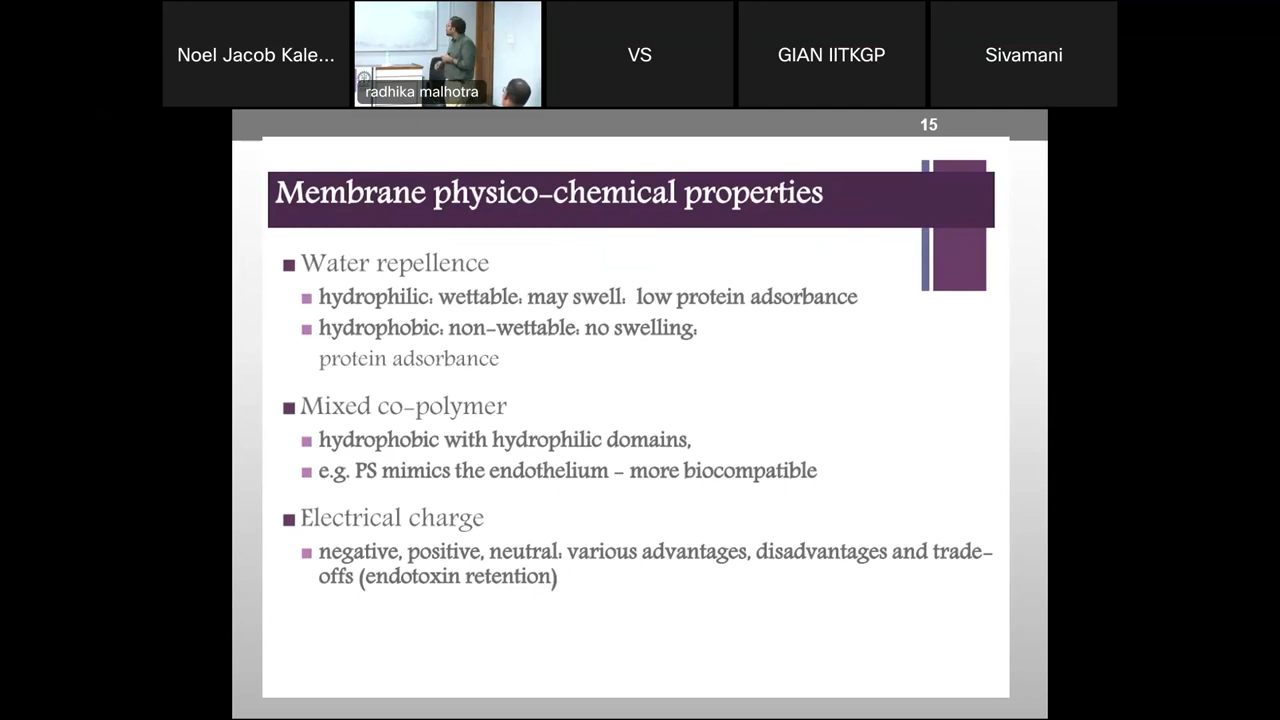 Noel Jacob Kale...
radhika malhotra
VS
GIAN IITKGP
Sivamani
15
Membrane physico-chemical properties
Water repellence
hydrophilic: wettable: may swell: low protein adsorbance
hydrophobic: non-wettable: no swelling:
protein adsorbance
Mixed co-polymer
hydrophobic with hydrophilic domains,
e.g. PS mimics the endothelium - more biocompatible
Electrical charge
negative, positive, neutral: various advantages, disadvantages and trade-
offs (endotoxin retention)